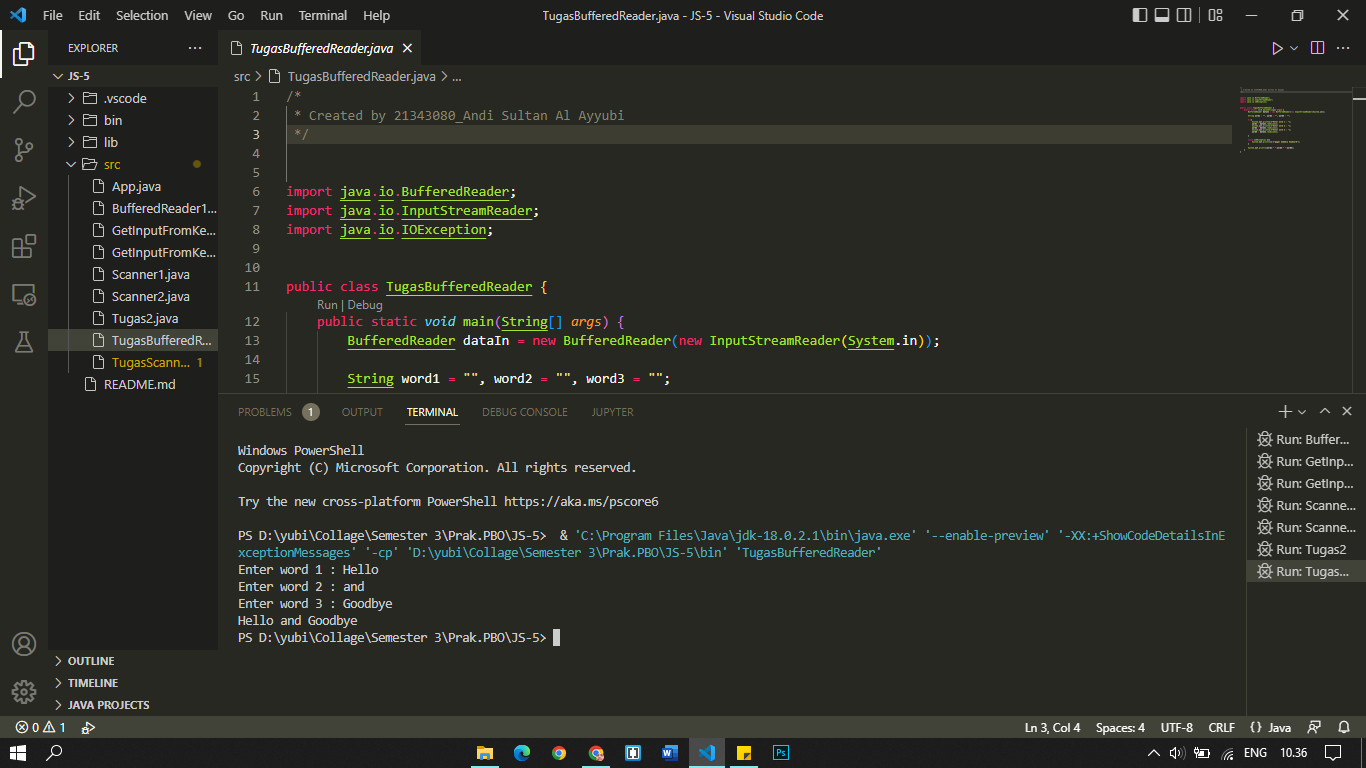 File Edit Selection View Go Run Terminal Help
TugasBufferedReader.java - JS-5 - Visual Studio Code
EXPLORER
JS-5
.vscode
bin
lib
src
App.java
BufferedReader1...
GetInputFromKe...
GetInputFromKe...
Scanner1.java
Scanner2.java
Tugas2.java
TugasBufferedR...
TugasScann... 1
README.md
OUTLINE
TIMELINE
JAVA PROJECTS
TugasBufferedReader.java
src > TugasBufferedReader.java > ...
1 /*
2 * Created by 21343080_Andi Sultan Al Ayyubi
3 */
4
5
6 import java.io.BufferedReader;
7 import java.io.InputStreamReader;
8 import java.io.IOException;
9
10
11 public class TugasBufferedReader {
Run | Debug
12 public static void main(String[] args) {
13 BufferedReader dataIn = new BufferedReader(new InputStreamReader(System.in));
14
15 String word1 = "", word2 = "", word3 = "";
PROBLEMS 1 OUTPUT TERMINAL DEBUG CONSOLE JUPYTER
Windows PowerShell
Copyright (C) Microsoft Corporation. All rights reserved.
Try the new cross-platform PowerShell https://aka.ms/pscore6
PS D:\yubi\Collage\Semester 3\Prak.PBO\JS-5> & 'C:\Program Files\Java\jdk-18.0.2.1\bin\java.exe' '--enable-preview' '-XX:+ShowCodeDetailsInE
xceptionMessages' '-cp' 'D:\yubi\Collage\Semester 3\Prak.PBO\JS-5\bin' 'TugasBufferedReader'
Enter word 1 : Hello
Enter word 2 : and
Enter word 3 : Goodbye
Hello and Goodbye
PS D:\yubi\Collage\Semester 3\Prak.PBO\JS-5>
Run: Buffer...
Run: GetInp...
Run: GetInp...
Run: Scanne...
Run: Scanne...
Run: Tugas2
Run: Tugas...
0 1
Ln 3, Col 4 Spaces: 4 UTF-8 CRLF {} Java
Ps
ENG 10.36